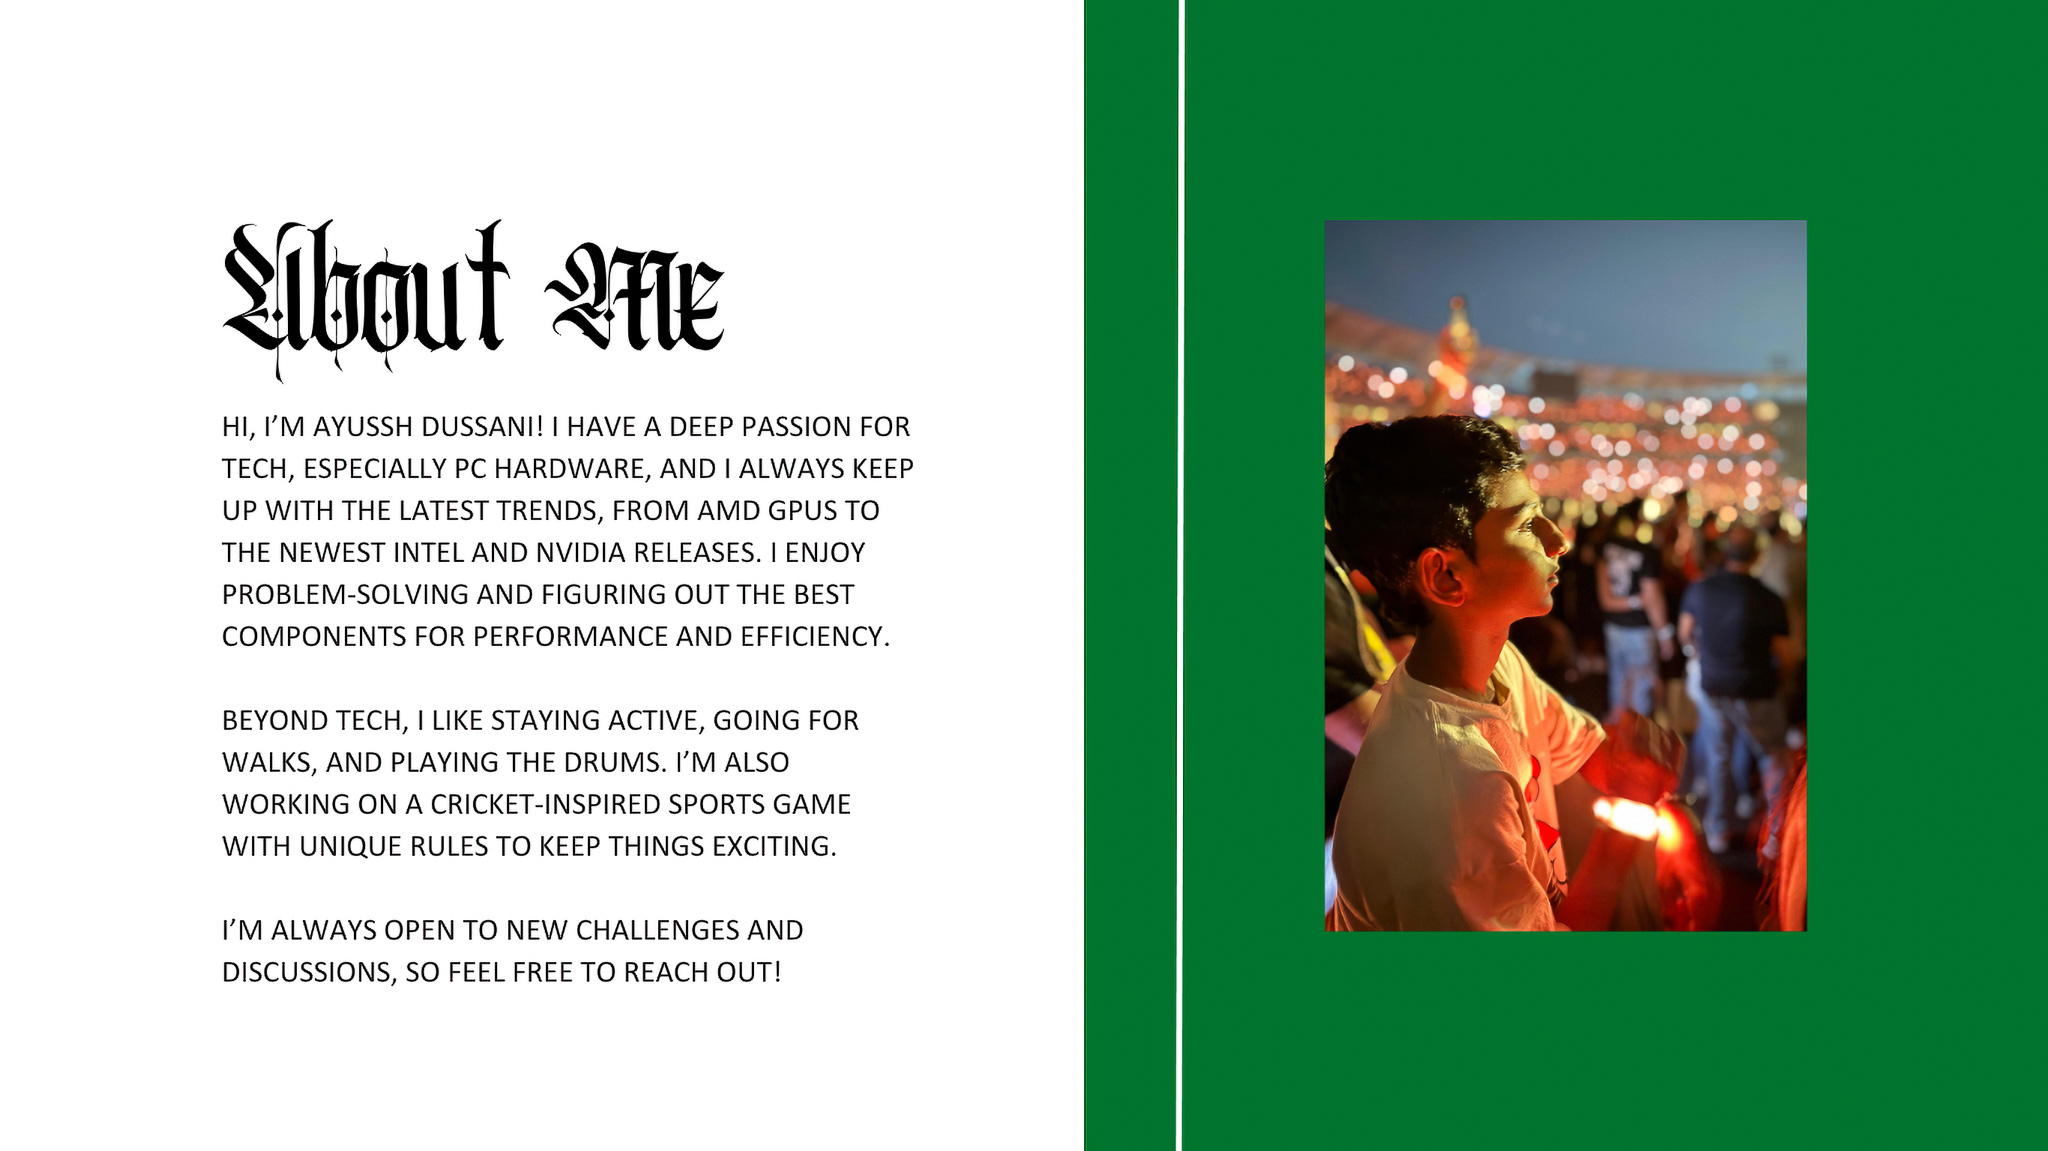 About Me
HI, I’M AYUSSH DUSSANI! I HAVE A DEEP PASSION FOR
TECH, ESPECIALLY PC HARDWARE, AND I ALWAYS KEEP
UP WITH THE LATEST TRENDS, FROM AMD GPUS TO
THE NEWEST INTEL AND NVIDIA RELEASES. I ENJOY
PROBLEM-SOLVING AND FIGURING OUT THE BEST
COMPONENTS FOR PERFORMANCE AND EFFICIENCY.
BEYOND TECH, I LIKE STAYING ACTIVE, GOING FOR
WALKS, AND PLAYING THE DRUMS. I’M ALSO
WORKING ON A CRICKET-INSPIRED SPORTS GAME
WITH UNIQUE RULES TO KEEP THINGS EXCITING.
I’M ALWAYS OPEN TO NEW CHALLENGES AND
DISCUSSIONS, SO FEEL FREE TO REACH OUT!